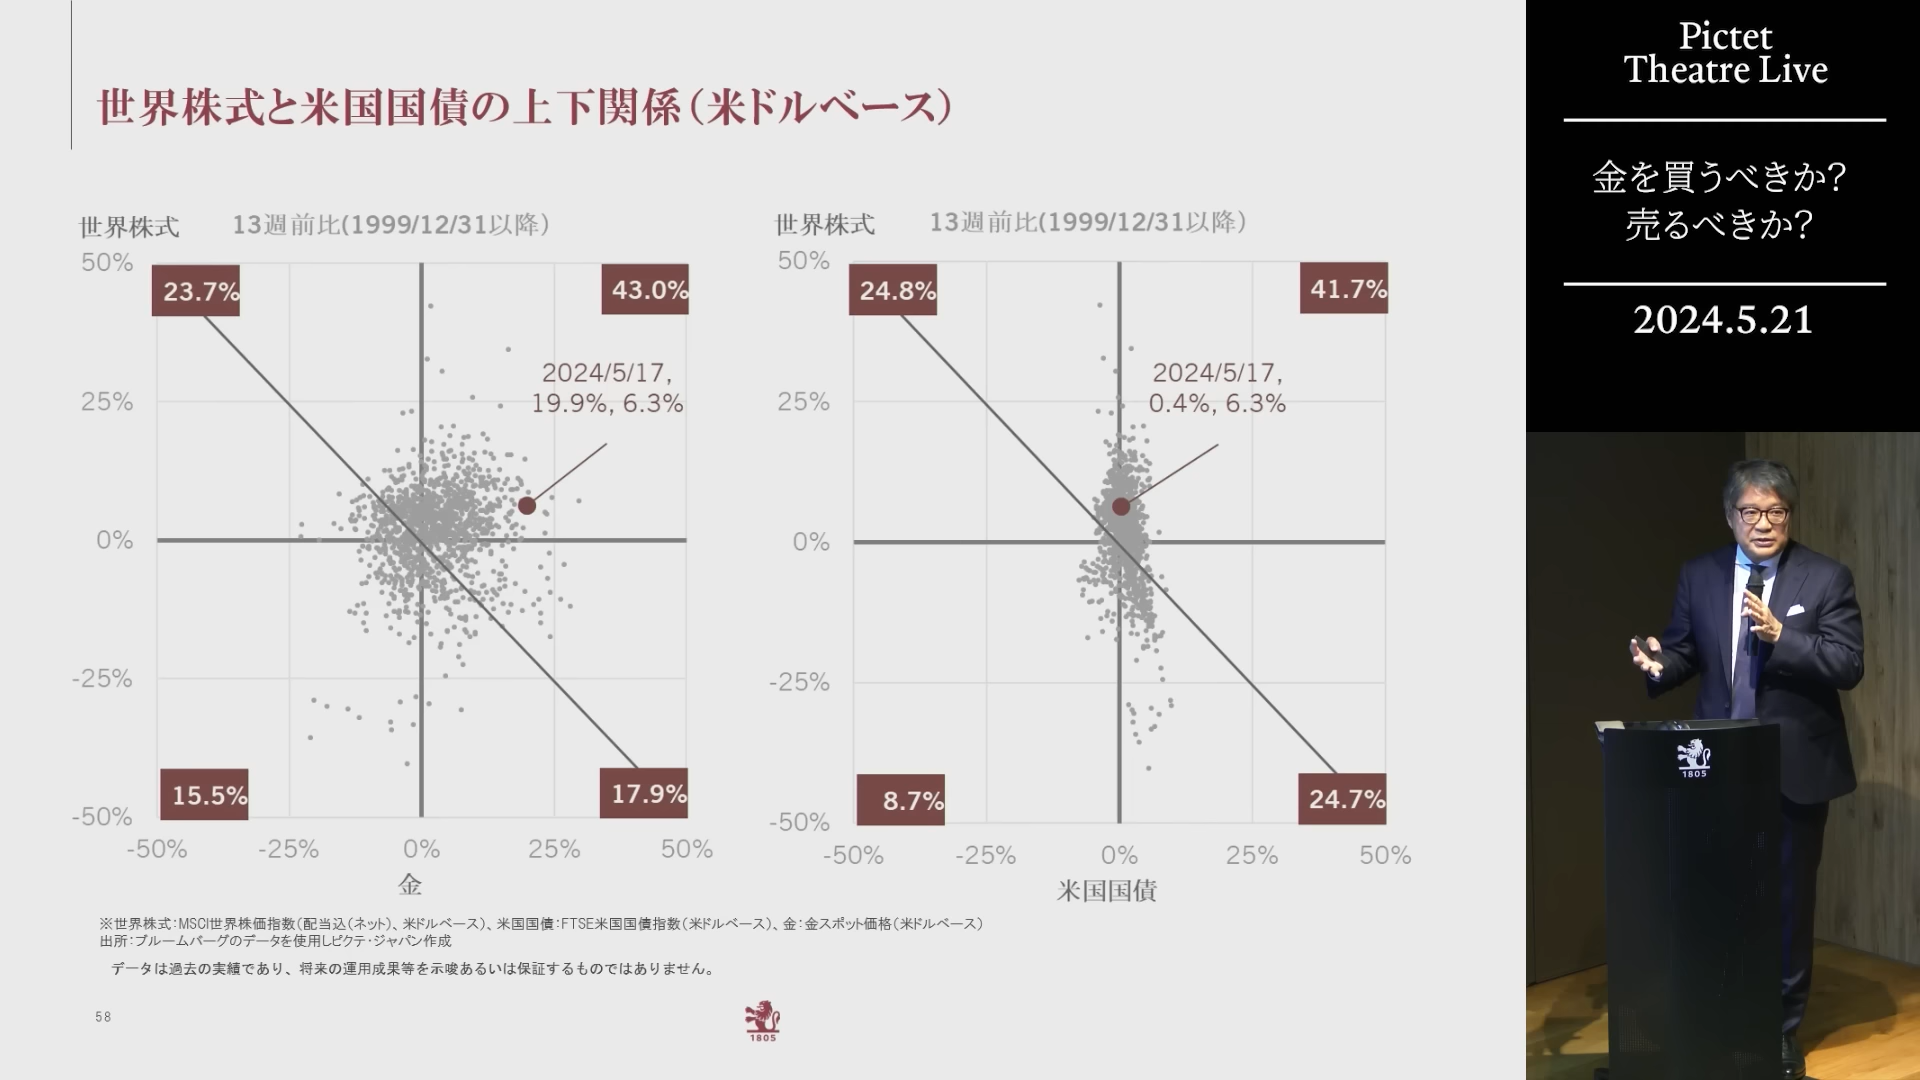 世界株式と米国国債の上下関係（米ドルベース）
世界株式 13週前比(1999/12/31以降)
50%
25%
0%
-25%
-50%
23.7%
43.0%
2024/5/17,
19.9%, 6.3%
15.5%
17.9%
-50% -25% 0% 25% 50%
金
世界株式 13週前比(1999/12/31以降)
50%
25%
0%
-25%
-50%
24.8%
41.7%
2024/5/17,
0.4%, 6.3%
8.7%
24.7%
-50% -25% 0% 25% 50%
米国国債
※世界株式：MSCI世界株価指数（配当込（ネット）、米ドルベース）、米国国債：FTSE米国国債指数（米ドルベース）、金：金スポット価格（米ドルベース）
出所：ブルームバーグのデータを使用しピクテ・ジャパン作成
データは過去の実績であり、将来の運用成果等を示唆あるいは保証するものではありません。
58
1805
Pictet
Theatre Live
金を買うべきか？
売るべきか？
2024.5.21
1805